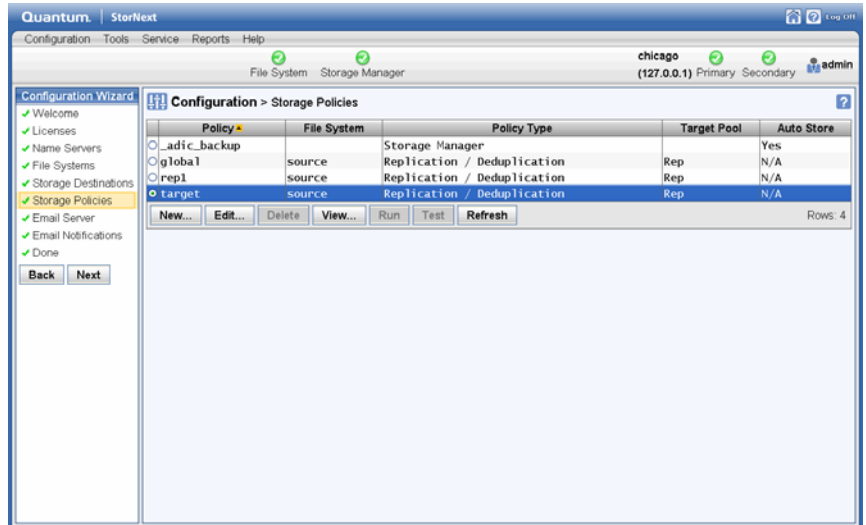 Quantum. StorNext Log Off
Configuration Tools Service Reports Help
File System Storage Manager
chicago
(127.0.0.1) Primary Secondary
admin
Configuration Wizard
Welcome
Licenses
Name Servers
File Systems
Storage Destinations
Storage Policies
Email Server
Email Notifications
Done
Back Next
Configuration > Storage Policies ?
Policy File System Policy Type Target Pool Auto Store
_adic_backup Storage Manager Yes
global source Replication / Deduplication Rep N/A
rep1 source Replication / Deduplication Rep N/A
target source Replication / Deduplication Rep N/A
New... Edit... Delete View... Run Test Refresh Rows: 4